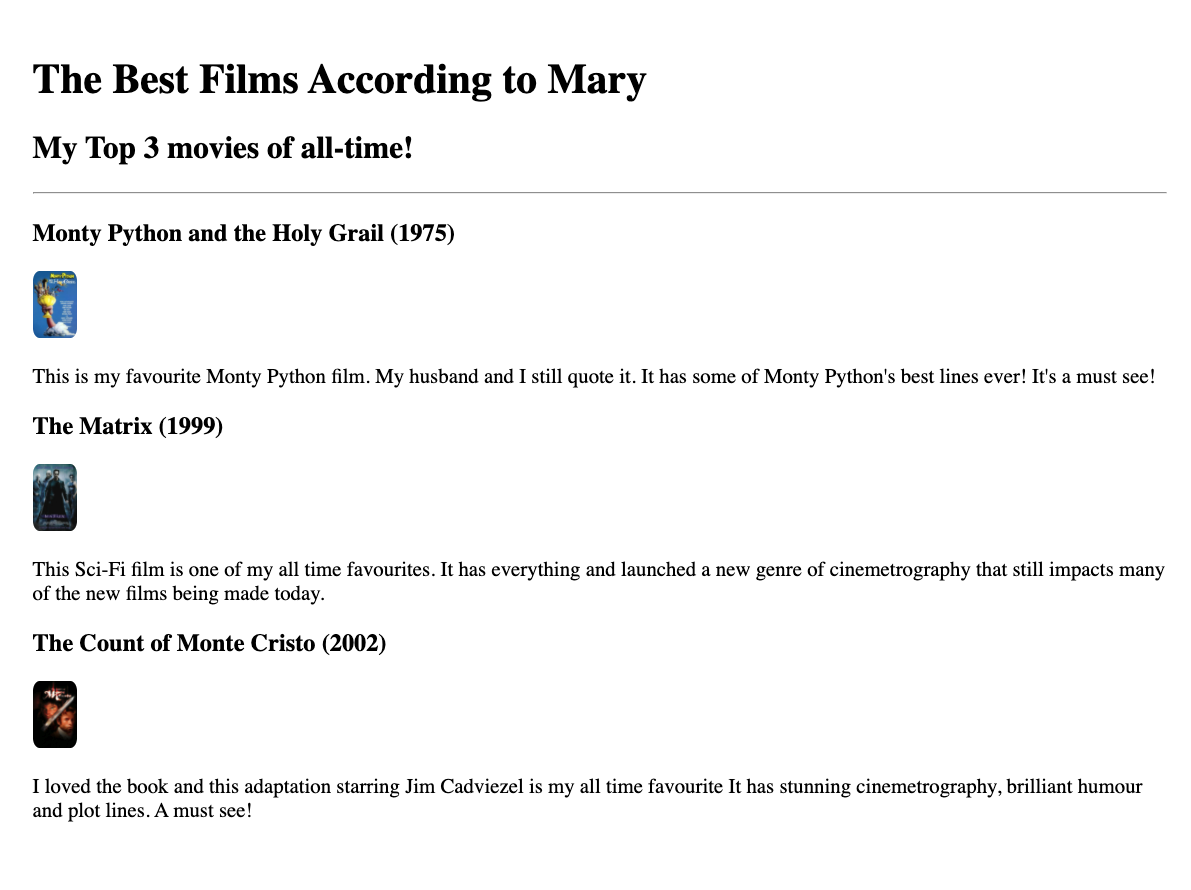 The Best Films According to Mary
My Top 3 movies of all-time!
Monty Python and the Holy Grail (1975)
This is my favourite Monty Python film. My husband and I still quote it. It has some of Monty Python's best lines ever! It's a must see!
The Matrix (1999)
This Sci-Fi film is one of my all time favourites. It has everything and launched a new genre of cinemetrography that still impacts many
of the new films being made today.
The Count of Monte Cristo (2002)
I loved the book and this adaptation starring Jim Cadviezel is my all time favourite It has stunning cinemetrography, brilliant humour
and plot lines. A must see!